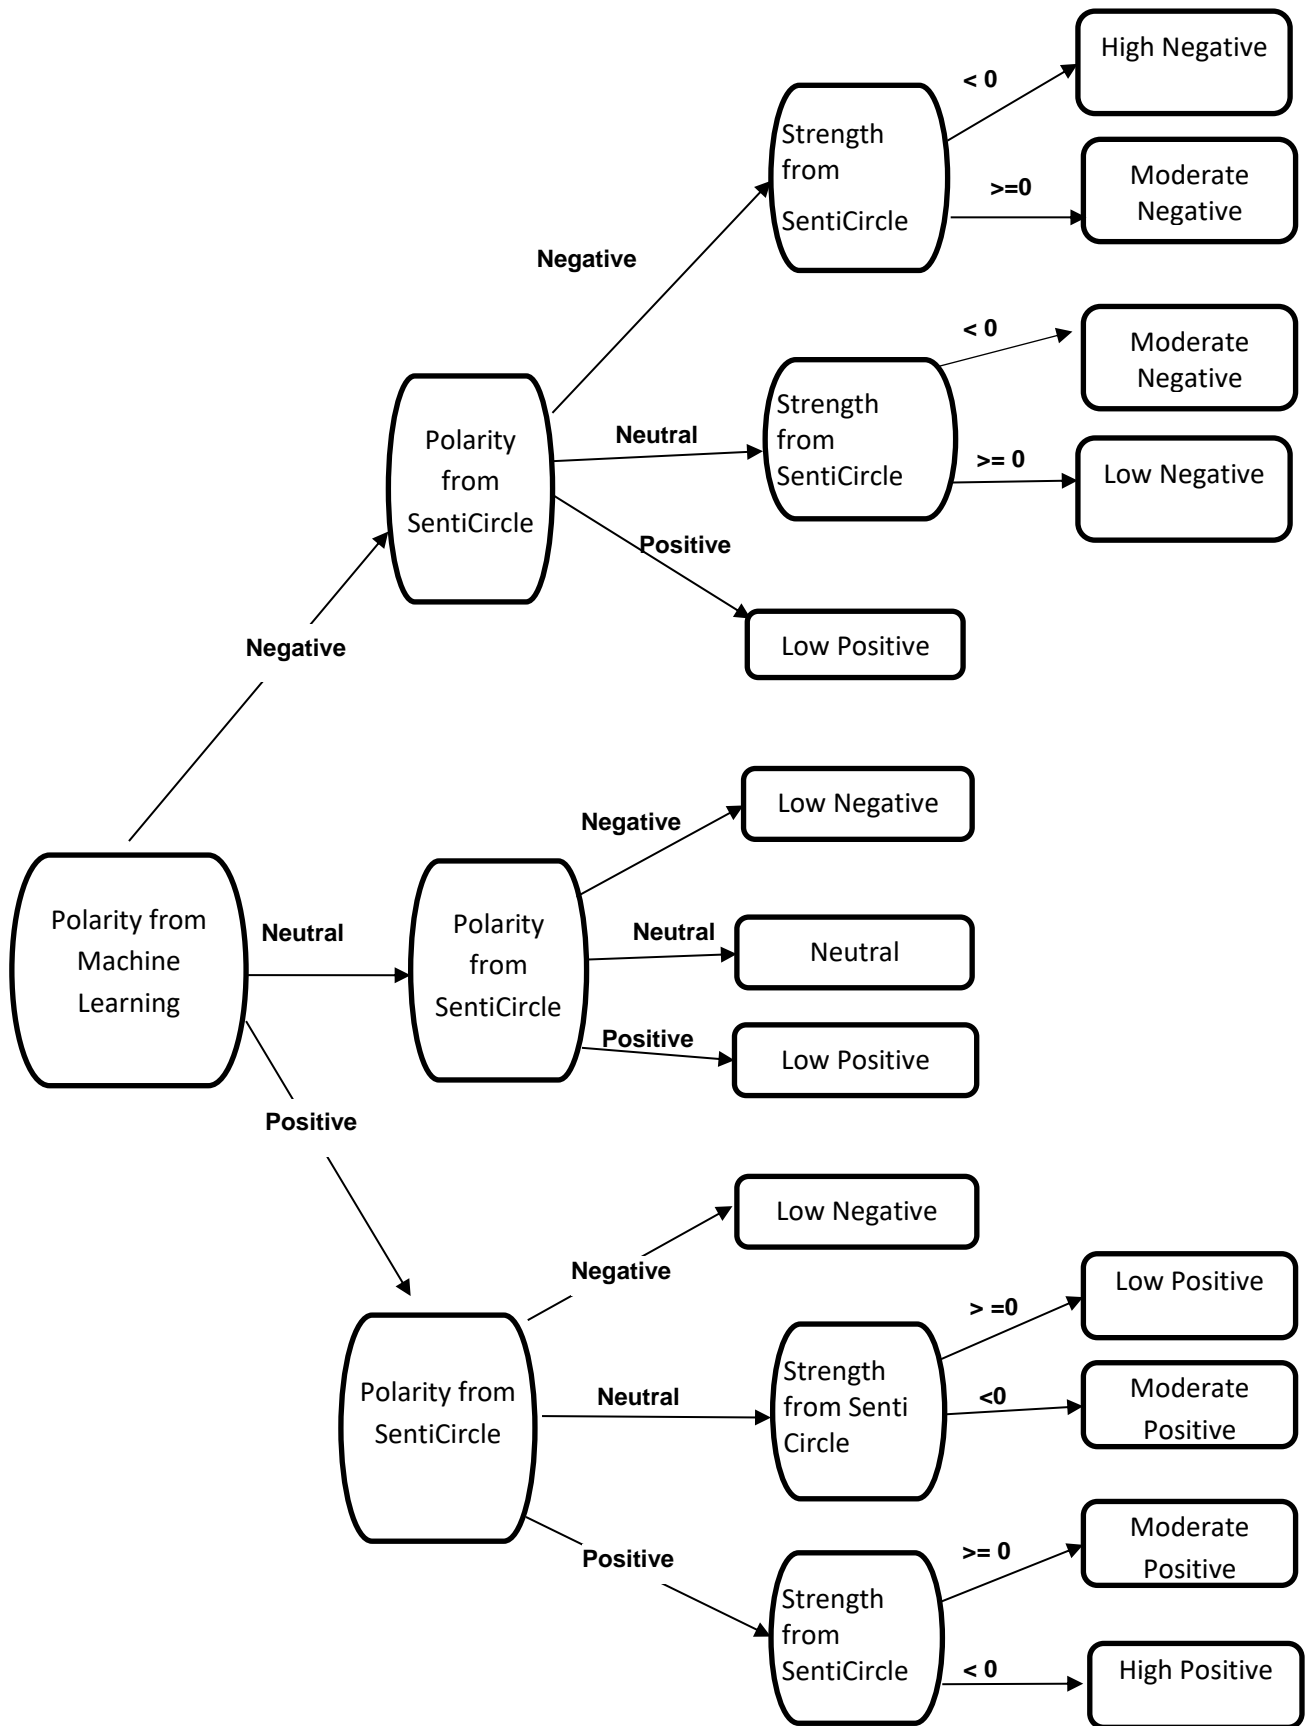 High Negative
< 0
Strength
from
SentiCircle
>=0
Moderate
Negative
Negative
< 0
Moderate
Negative
Strength
from
SentiCircle
Neutral
>= 0
Low Negative
Polarity
from
SentiCircle
Positive
Low Positive
Negative
Low Negative
Negative
Polarity from
Machine
Learning
Neutral
Polarity
from
SentiCircle
Neutral
Neutral
Positive
Low Positive
Positive
Low Negative
Negative
Polarity from
SentiCircle
Neutral
Strength
from Senti
Circle
> =0
Low Positive
<0
Moderate
Positive
Positive
Strength
from
SentiCircle
>= 0
Moderate
Positive
< 0
High Positive